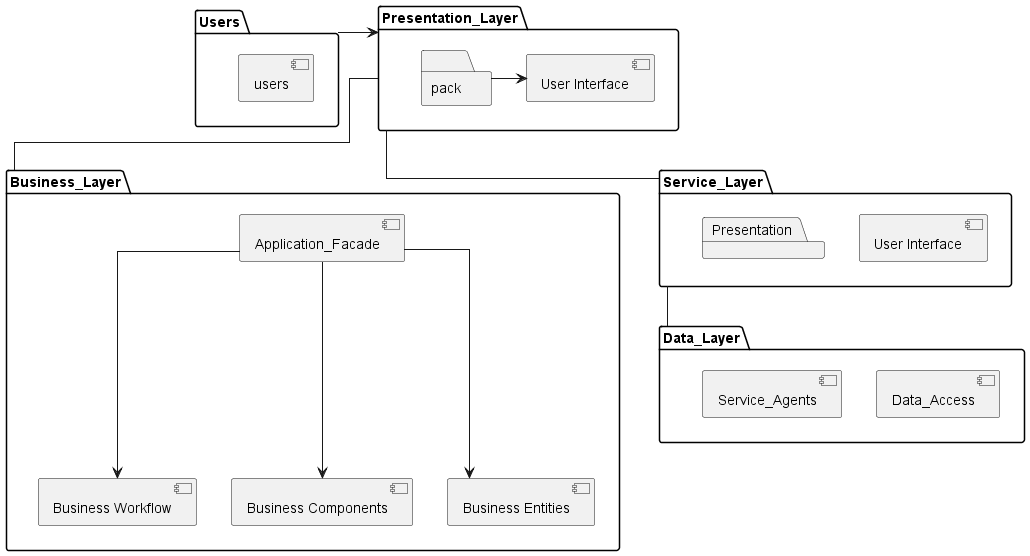 Users
users
Presentation_Layer
pack
User Interface
Business_Layer
Application_Facade
Business Workflow
Business Components
Business Entities
Service_Layer
Presentation
User Interface
Data_Layer
Service_Agents
Data_Access